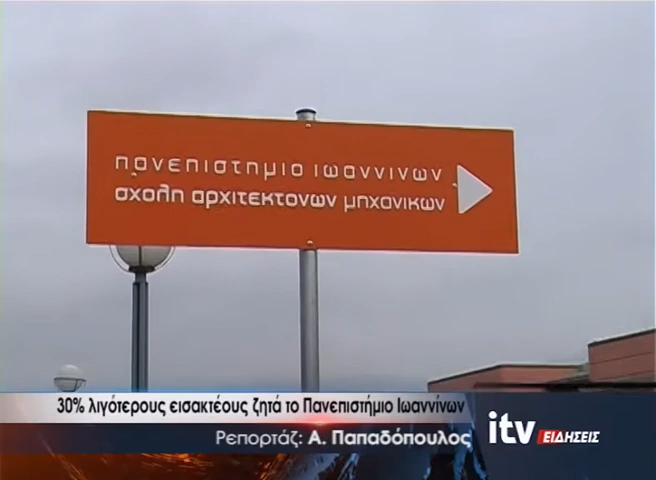 πανεπιστημιο ιωαννινων
σχολη αρχιτεκτονων μηχανικων
30% λιγότερους εισακτέους ζητά το Πανεπιστήμιο Ιωαννίνων
Ρεπορτάζ: Α. Παπαδόπουλος
itv ΕΙΔΗΣΕΙΣ